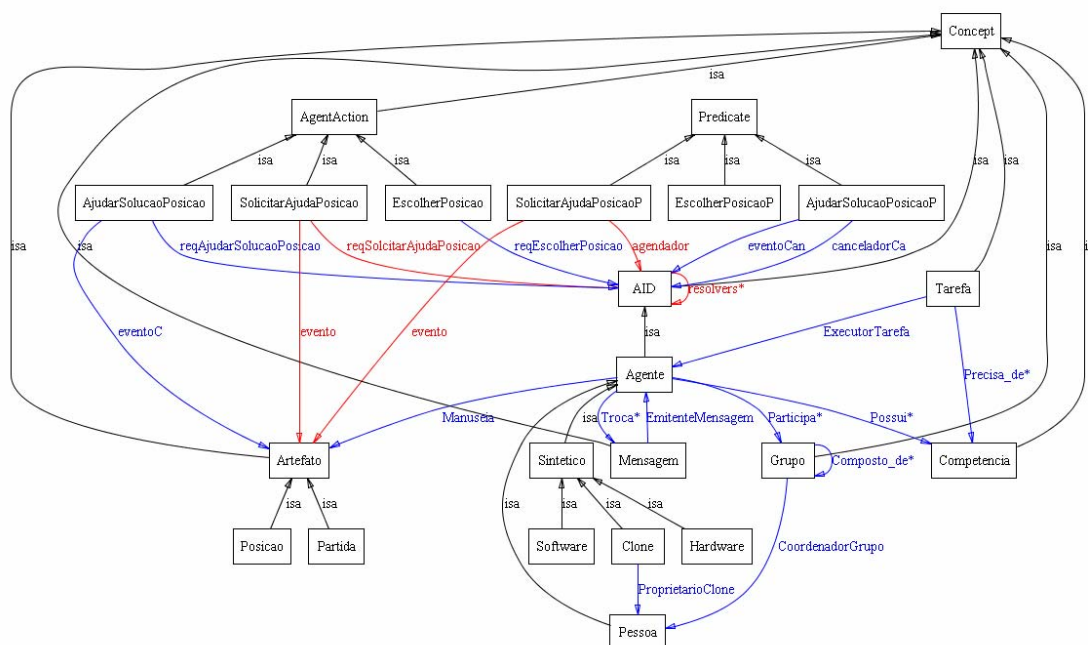 Concept
isa
AgentAction
Predicate
isa isa isa isa isa isa isa isa
AjudarSolucaoPosicao SolicitarAjudaPosicao EscolherPosicao SolicitarAjudaPosicaoP EscolherPosicaoP AjudarSolucaoPosicaoP
isa isa reqAjudarSolucaoPosicao reqSolcitarAjudaPosicao reqEscolherPosicao agendador eventoCan canceladorCa isa i
AID resolvers* Tarefa
eventoC evento evento isa ExecutorTarefa
Agente Precisa_de*
Manuseia isa Troca* EmitenteMensagem Participa* Possui*
Artefato Sintetico Mensagem Grupo Composto_de* Competencia
isa isa isa isa isa isa
Posicao Partida Software Clone Hardware CoordenadorGrupo
ProprietarioClone
Pessoa